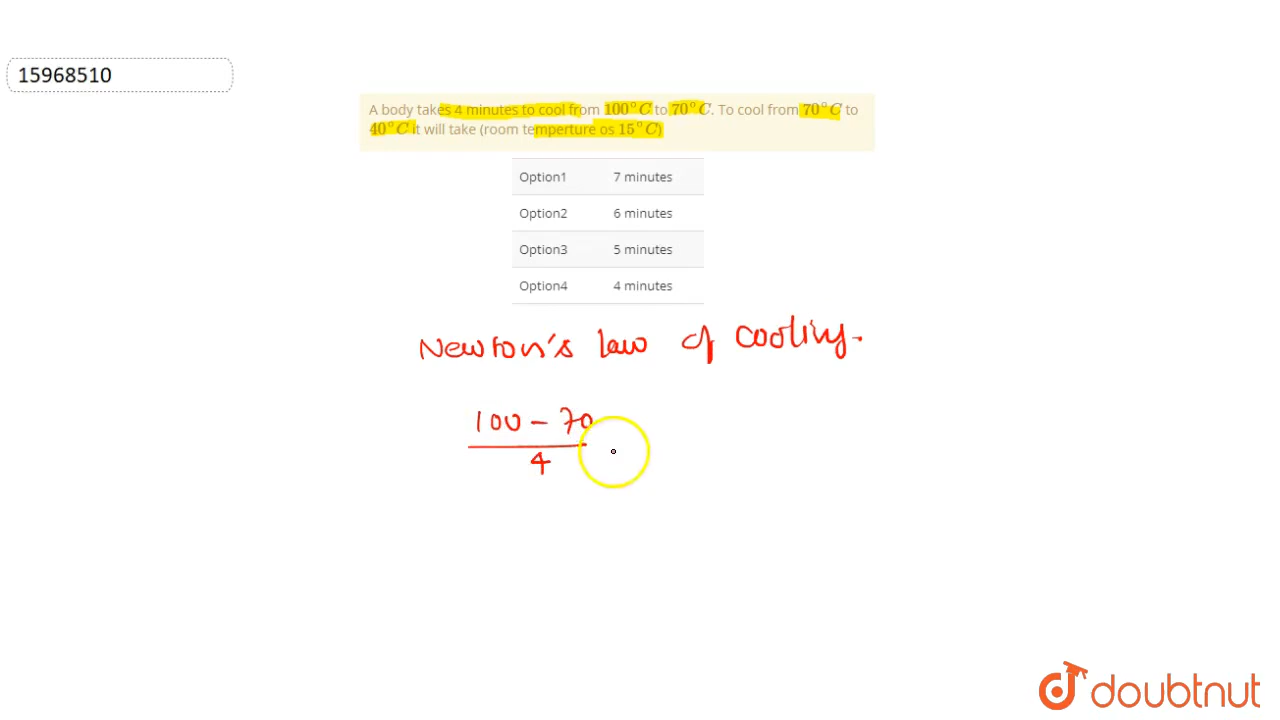 15968510
A body takes 4 minutes to cool from 100°C to 70°C. To cool from 70°C to
40°C it will take (room temperture os 15°C)
Option1 7 minutes
Option2 6 minutes
Option3 5 minutes
Option4 4 minutes
Newton's law of cooling.
100 - 70
4
doubtnut